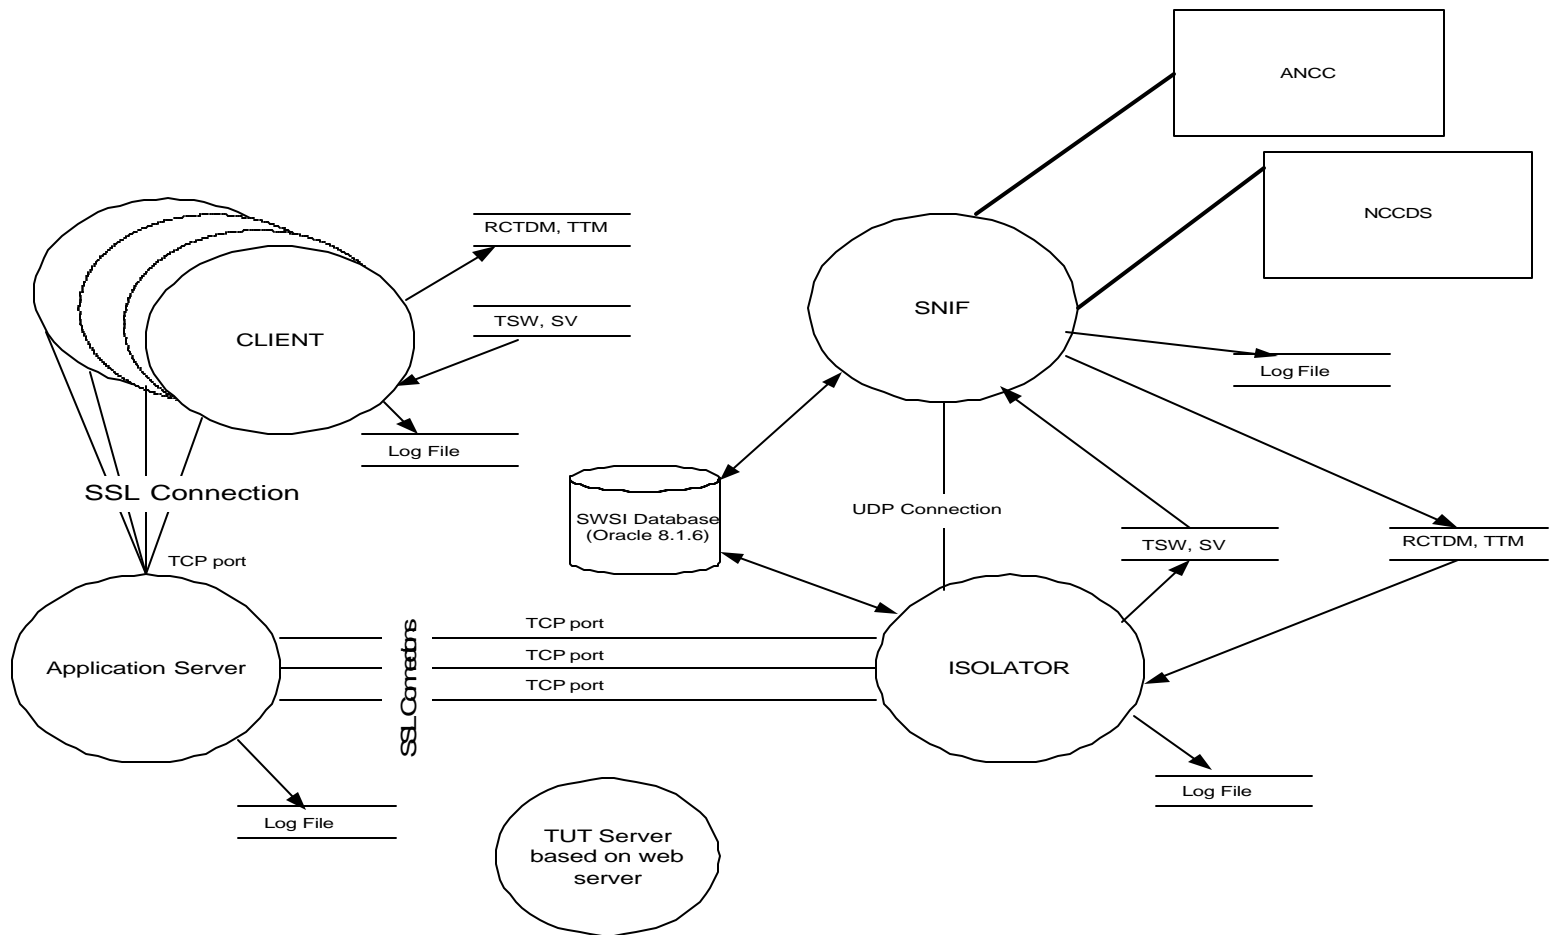 ANCC
NCCDS
RCTDM, TTM
TSW, SV
CLIENT
SNIF
Log File
Log File
SSL Connection
SWSI Database
(Oracle 8.1.6)
UDP Connection
TSW, SV
RCTDM, TTM
TCP port
TCP port
TCP port
TCP port
SSL Connections
Application Server
ISOLATOR
Log File
Log File
TUT Server
based on web
server